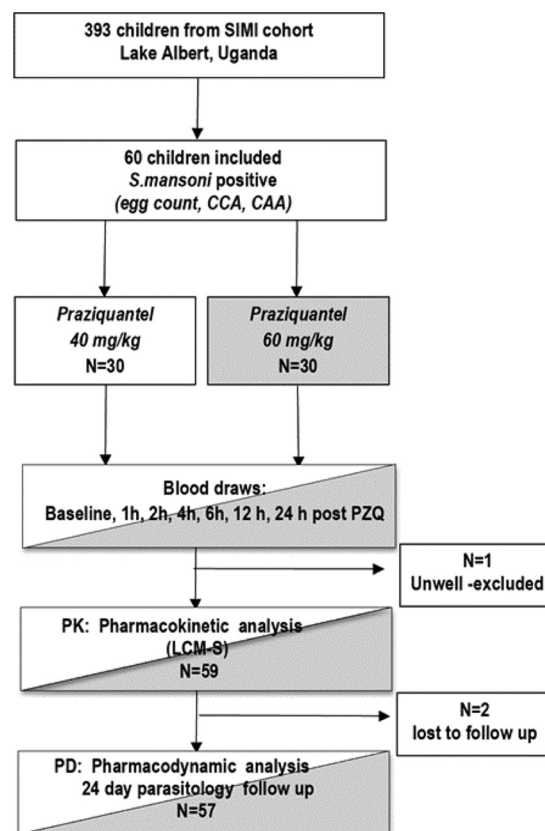 393 children from SIMI cohort
Lake Albert, Uganda
60 children included
S.mansoni positive
(egg count, CCA, CAA)
Praziquantel
40 mg/kg
N=30
Praziquantel
60 mg/kg
N=30
Blood draws:
Baseline, 1h, 2h, 4h, 6h, 12 h, 24 h post PZQ
N=1
Unwell -excluded
PK: Pharmacokinetic analysis
(LCM-S)
N=59
N=2
lost to follow up
PD: Pharmacodynamic analysis
24 day parasitology follow up
N=57